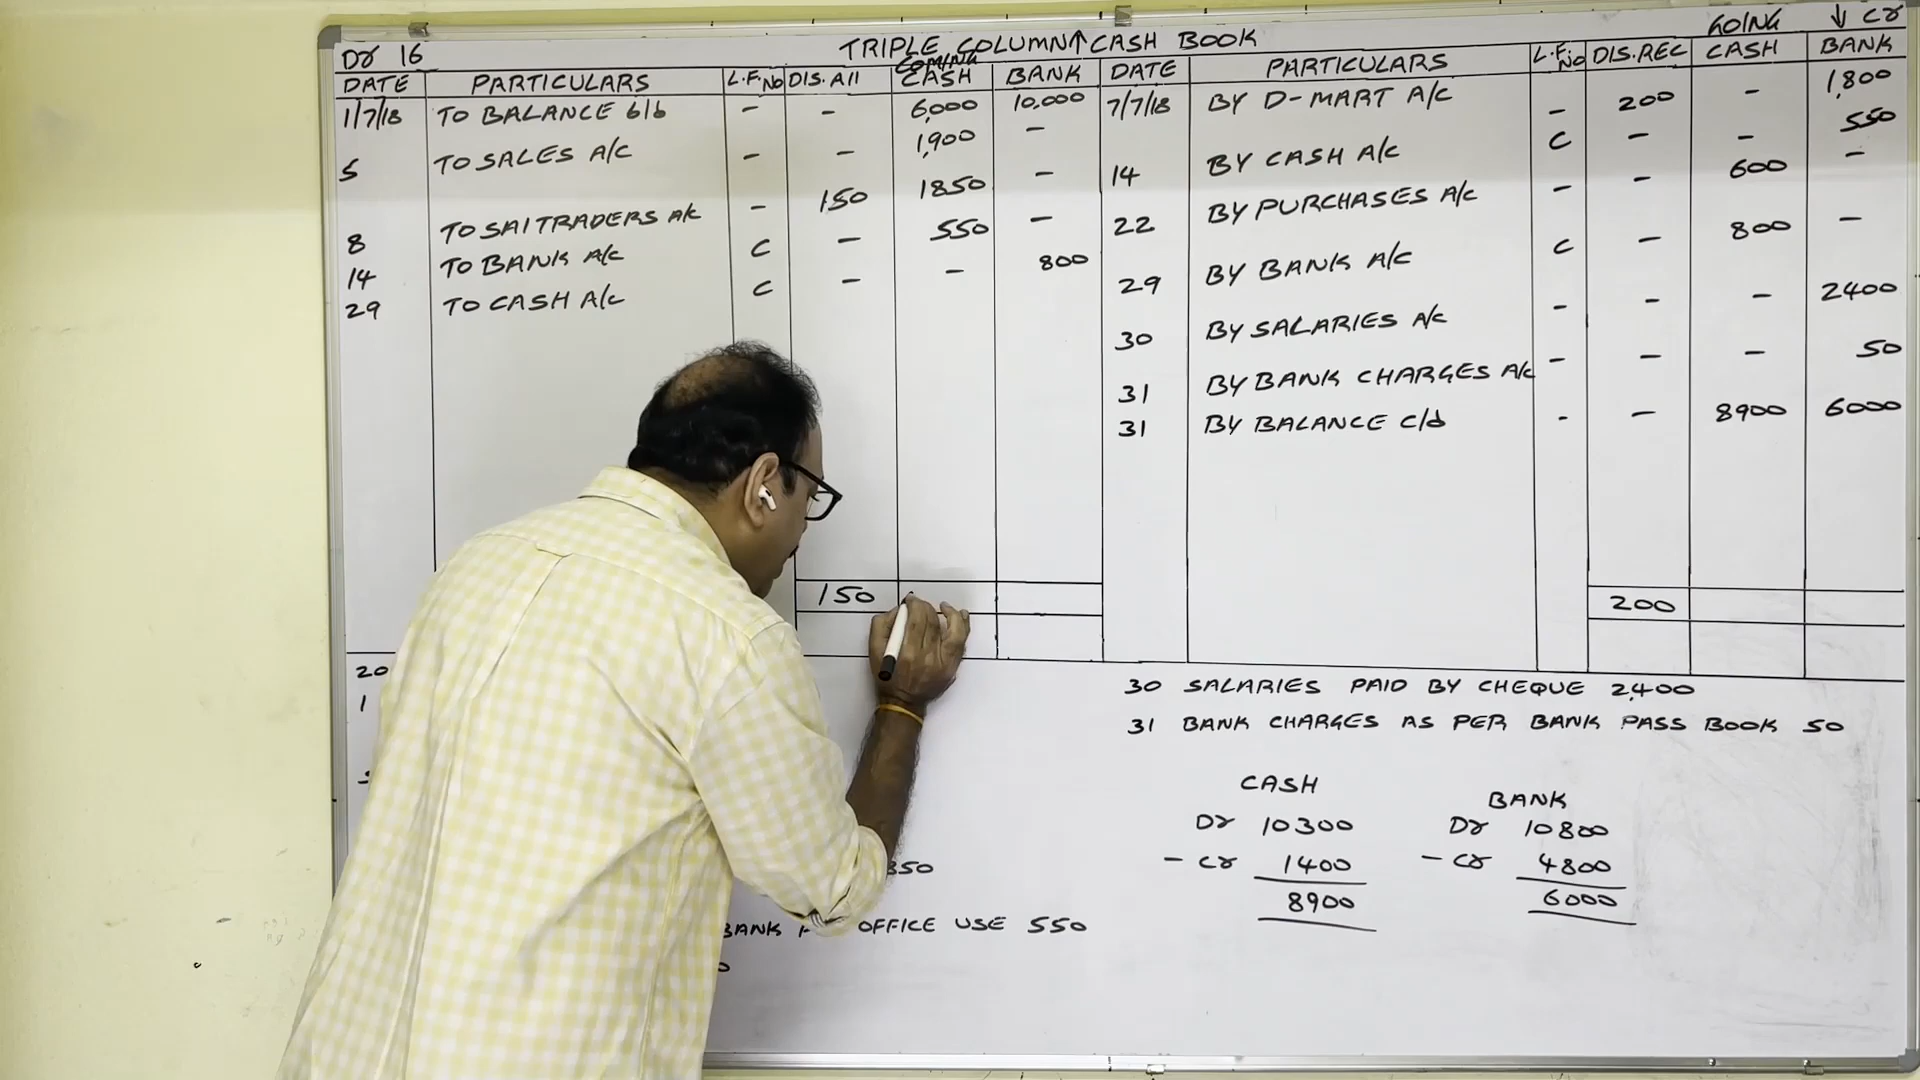 GOING ↓ Cr
Dr 16 TRIPLE COLUMN ↑ CASH BOOK
COMING
DATE PARTICULARS L.F.No DIS.All CASH BANK DATE PARTICULARS L.F.No DIS.REC CASH BANK
1/7/18 TO BALANCE b/b - - 6,000 10,000 7/7/18 BY D-MART A/c - 200 - 1,800
5 TO SALES A/c - - 1,900 - 14 BY CASH A/c C - - 550
8 TO SAI TRADERS A/c - 150 1850 - 22 BY PURCHASES A/c - - 600 -
14 TO BANK A/c C - 550 - 29 BY BANK A/c C - 800 -
29 TO CASH A/c C - - 800 30 BY SALARIES A/c - - - 2400
31 BY BANK CHARGES A/c - - - 50
31 BY BALANCE c/d - - 8900 6000
150 200
20
1
30 SALARIES PAID BY CHEQUE 2,400
31 BANK CHARGES AS PER BANK PASS BOOK 50
CASH BANK
Dr 10300 Dr 10800
- Cr 1400 - Cr 4800
8900 6000
850
BANK OFFICE USE 550